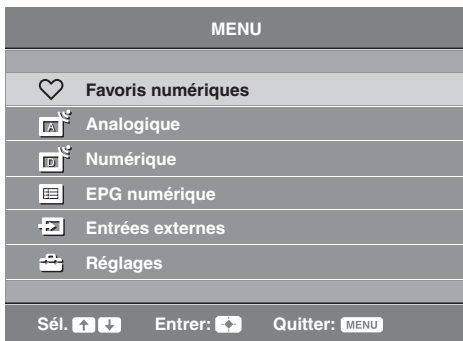 MENU
Favoris numériques
A Analogique
D Numérique
EPG numérique
Entrées externes
Réglages
Sél. Entrer: Quitter: MENU